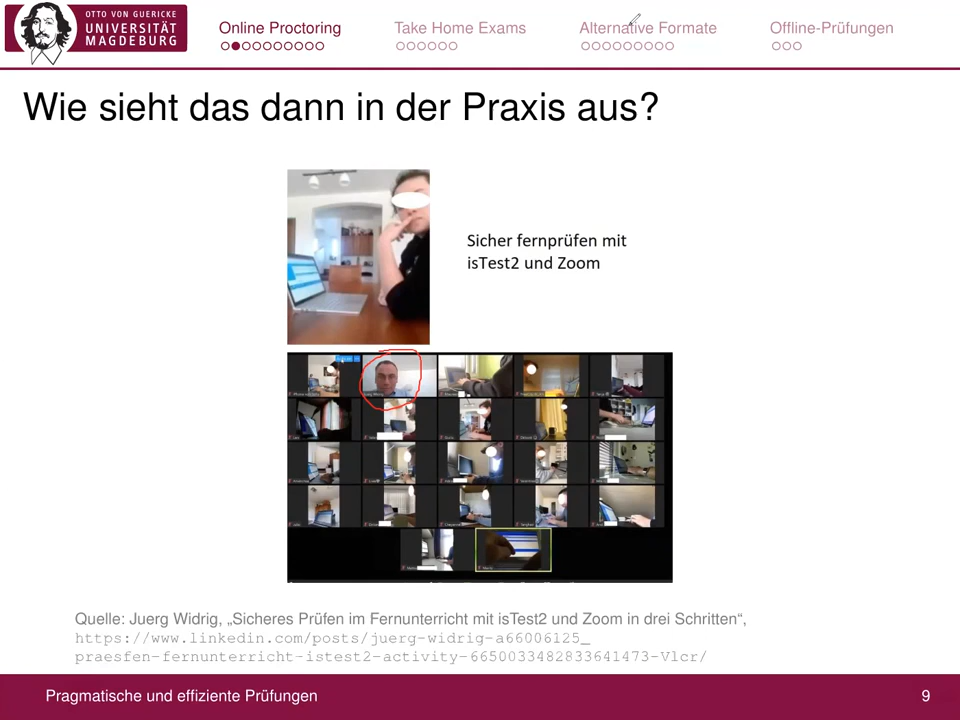 OTTO VON GUERICKE
UNIVERSITÄT
MAGDEBURG
Online Proctoring
Take Home Exams
Alternative Formate
Offline-Prüfungen
Wie sieht das dann in der Praxis aus?
Sicher fernprüfen mit
isTest2 und Zoom
Quelle: Juerg Widrig, „Sicheres Prüfen im Fernunterricht mit isTest2 und Zoom in drei Schritten“,
https://www.linkedin.com/posts/juerg-widrig-a66006125_
praesfen-fernunterricht-istest2-activity-6650033482833641473-Vlcr/
Pragmatische und effiziente Prüfungen
9